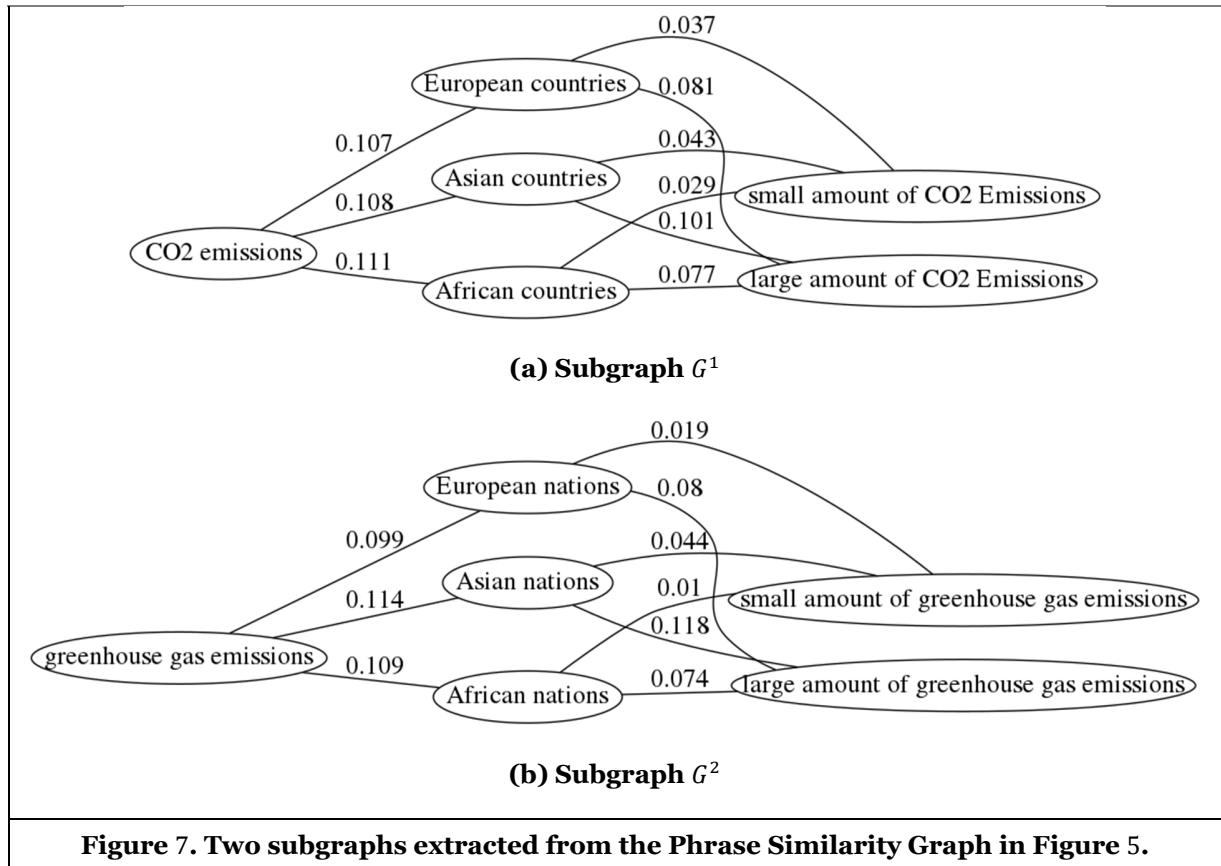 0.037
European countries
0.081
0.107
0.043
Asian countries
0.029
small amount of CO2 Emissions
0.108
0.101
CO2 emissions
0.111
0.077
large amount of CO2 Emissions
African countries
(a) Subgraph G¹
0.019
European nations
0.08
0.099
0.044
Asian nations
0.01
small amount of greenhouse gas emissions
0.114
0.118
greenhouse gas emissions
0.109
0.074
large amount of greenhouse gas emissions
African nations
(b) Subgraph G²
Figure 7. Two subgraphs extracted from the Phrase Similarity Graph in Figure 5.